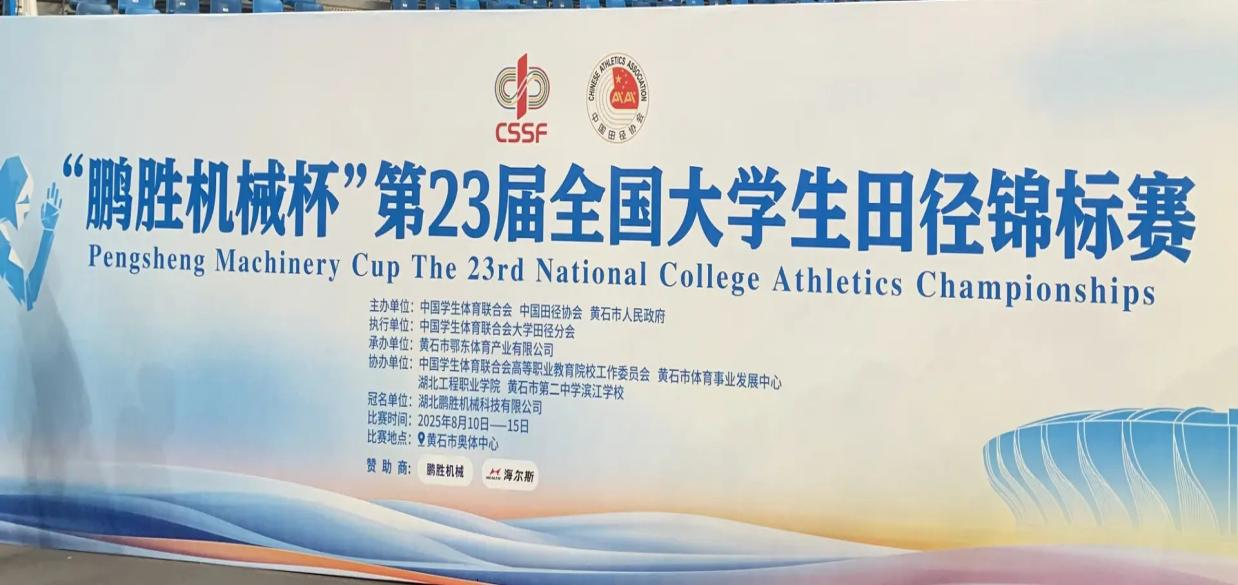 CSSF
CHINESE ATHLETICS ASSOCIATION
中国田径协会
“鹏胜机械杯”第23届全国大学生田径锦标赛
Pengsheng Machinery Cup The 23rd National College Athletics Championships
主办单位：中国学生体育联合会 中国田径协会 黄石市人民政府
执行单位：中国学生体育联合会大学田径分会
承办单位：黄石市鄂东体育产业有限公司
协办单位：中国学生体育联合会高等职业教育院校工作委员会 黄石市体育事业发展中心
湖北工程职业学院 黄石市第二中学滨江学校
冠名单位：湖北鹏胜机械科技有限公司
比赛时间：2025年8月10日——15日
比赛地点：黄石市奥体中心
赞助商：鹏胜机械 HEALTH 海尔斯